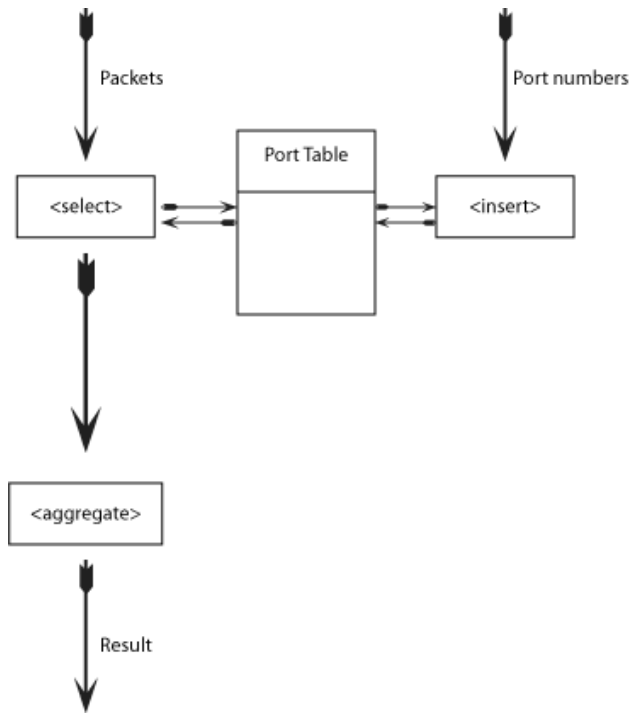 Packets
Port numbers
Port Table
<select>
<insert>
<aggregate>
Result